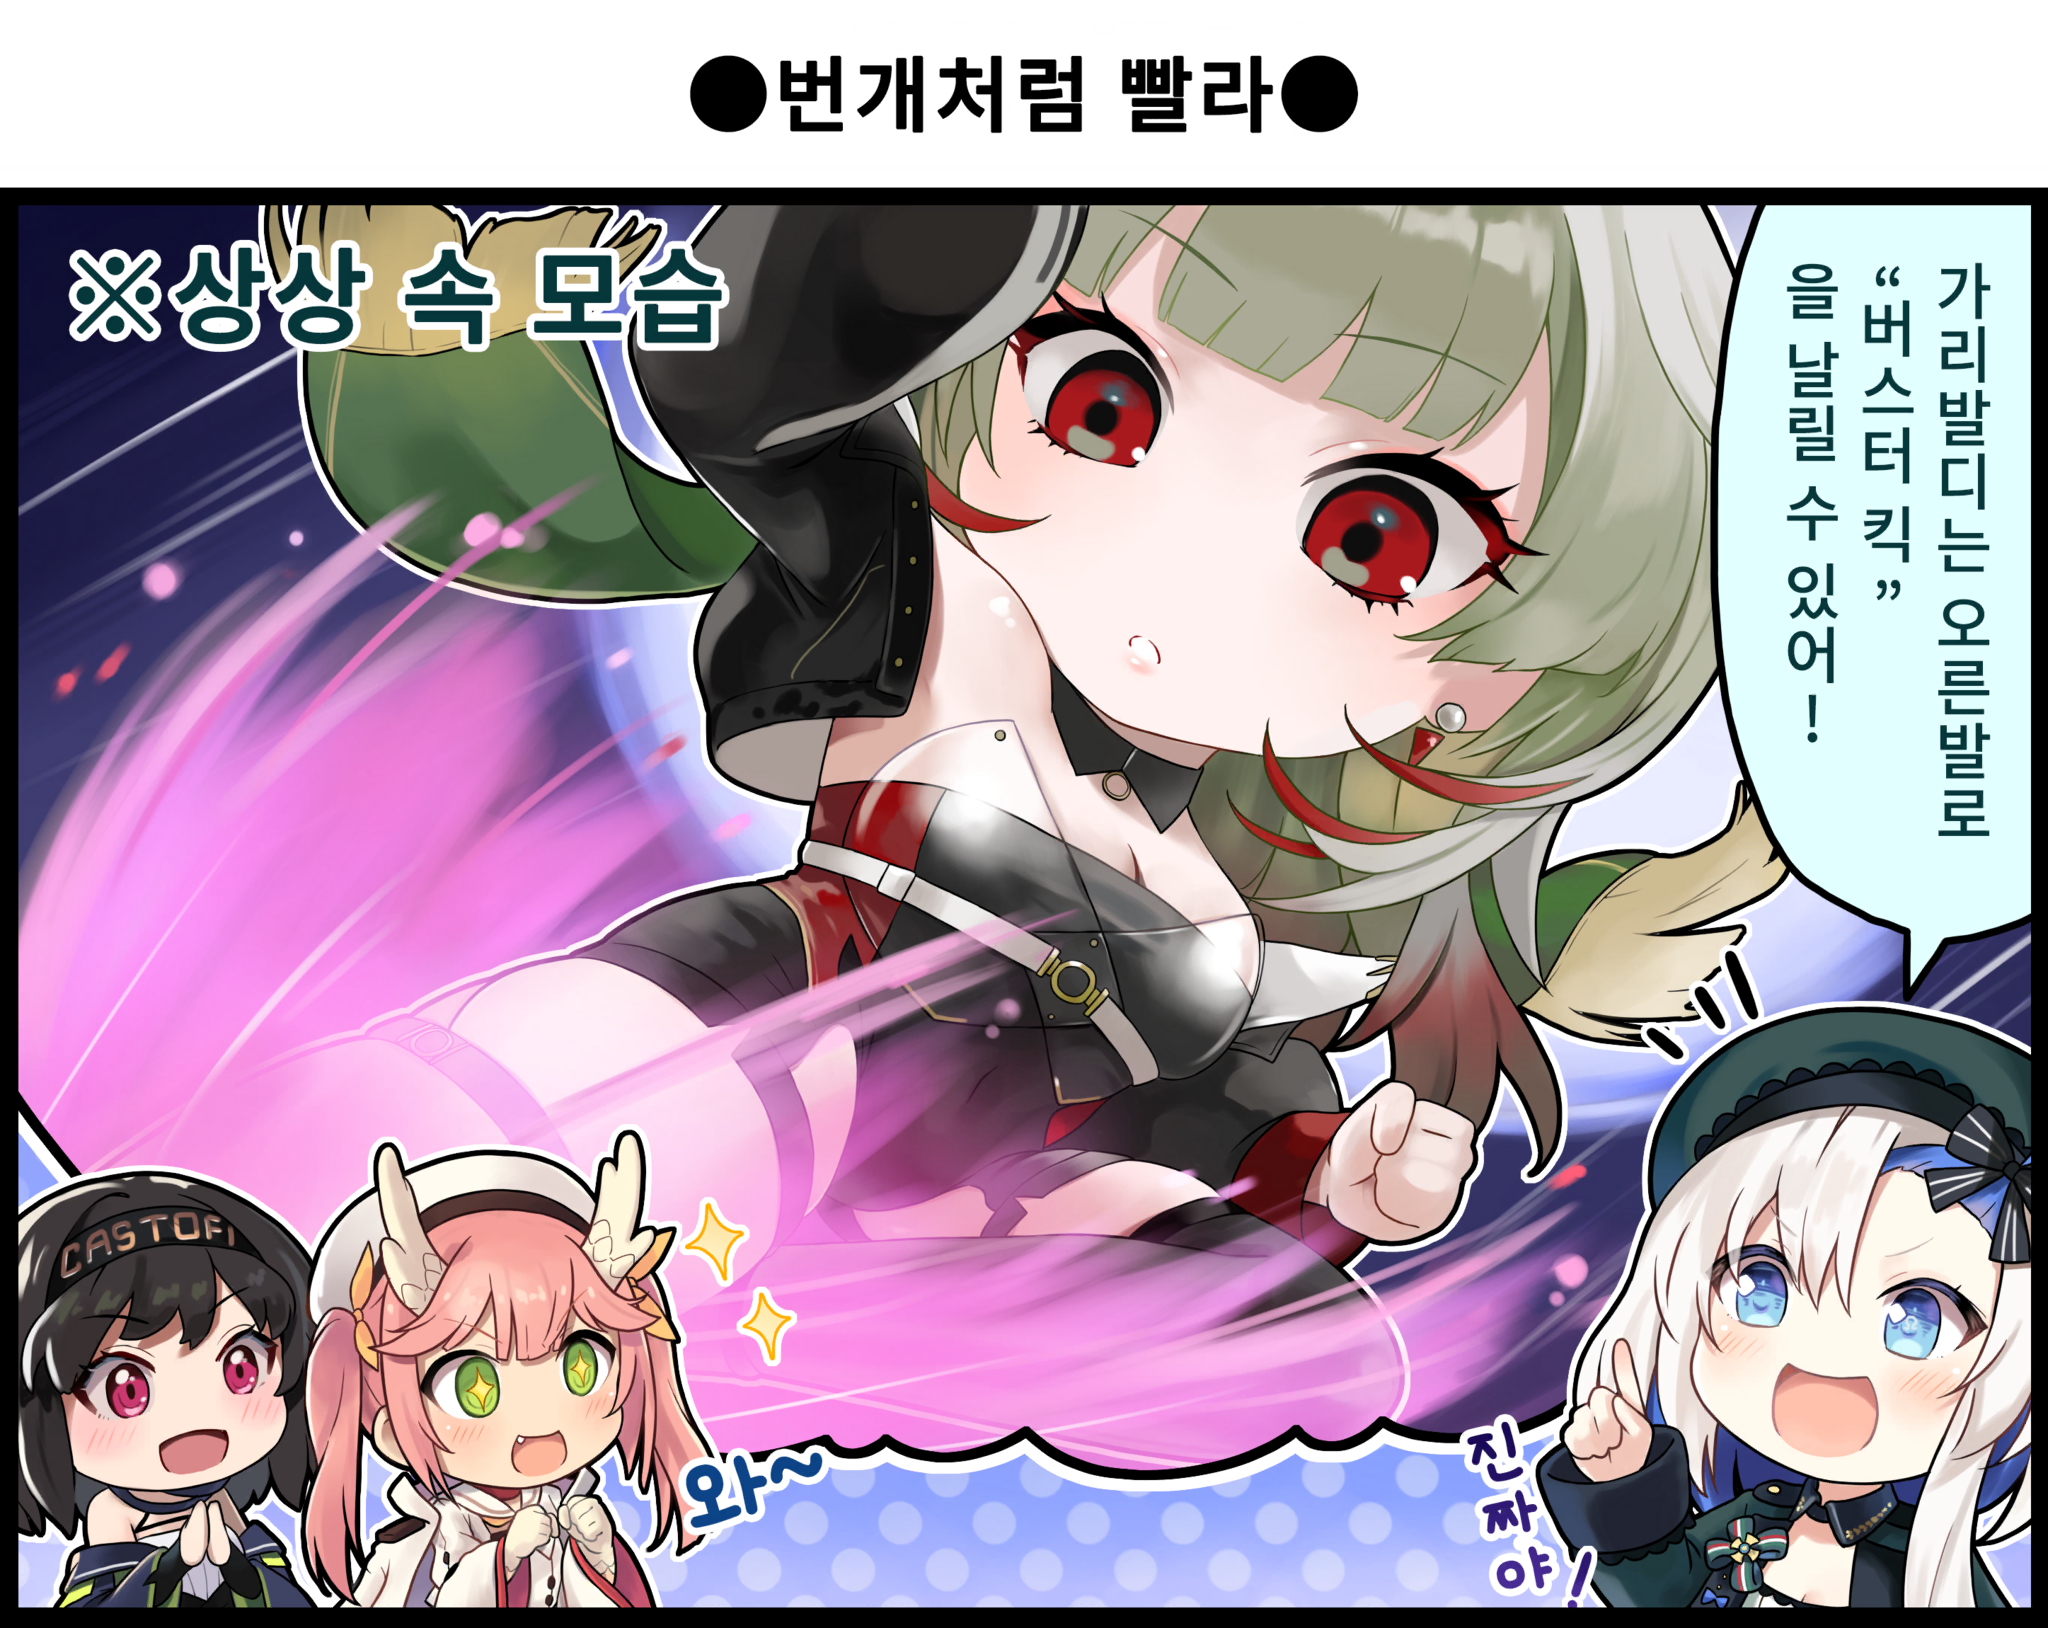 ●번개처럼 빨라●
※상상 속 모습
가리발디는 오른발로
“버스터 킥”
을 날릴 수 있어!
CASTOFI
와~
진짜야!